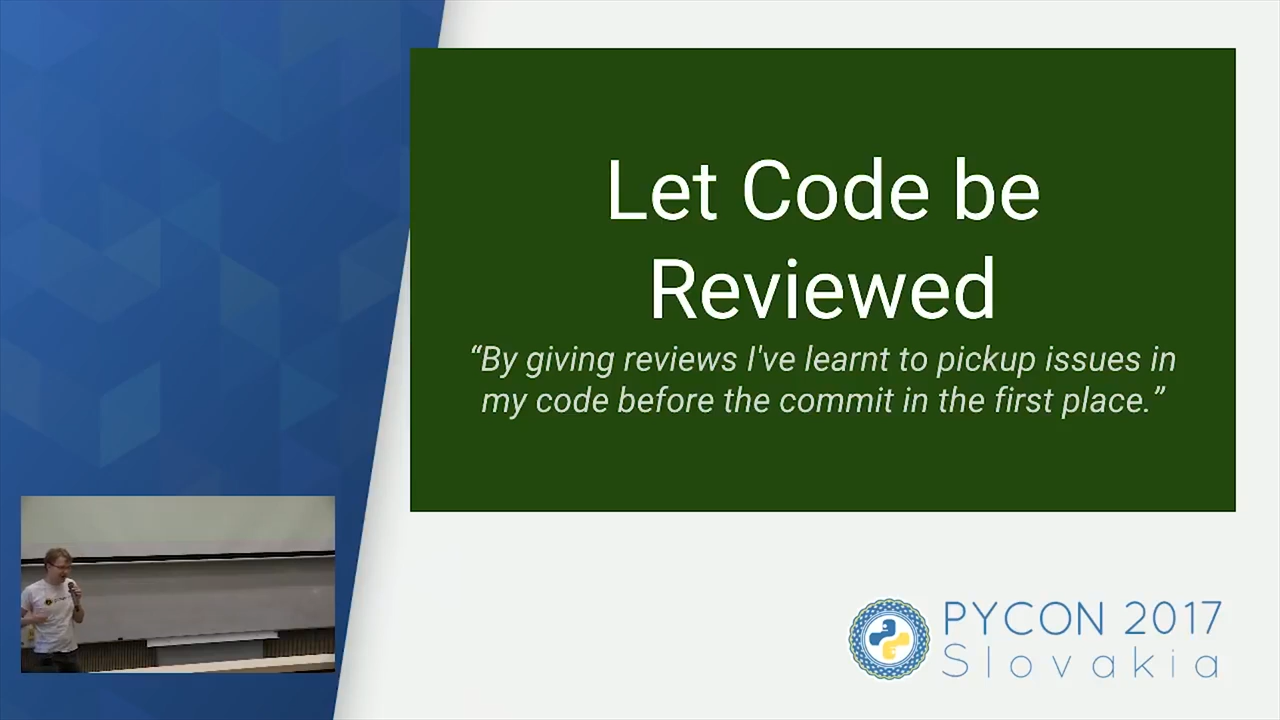 Let Code be
Reviewed
“By giving reviews I've learnt to pickup issues in
my code before the commit in the first place.”
PYCON 2017
Slovakia